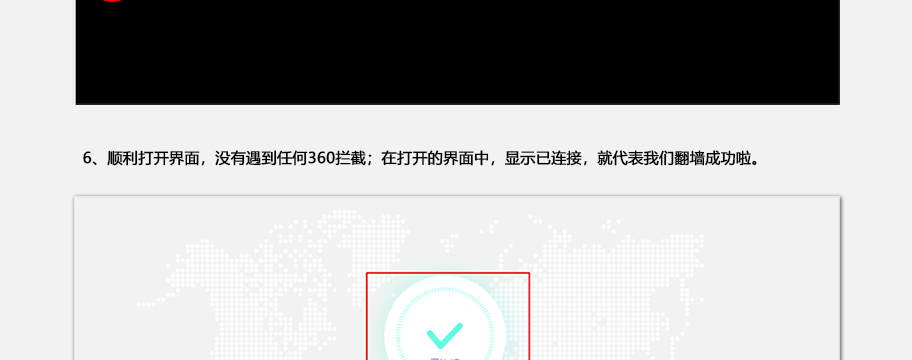 6、顺利打开界面，没有遇到任何360拦截；在打开的界面中，显示已连接，就代表我们翻墙成功啦。